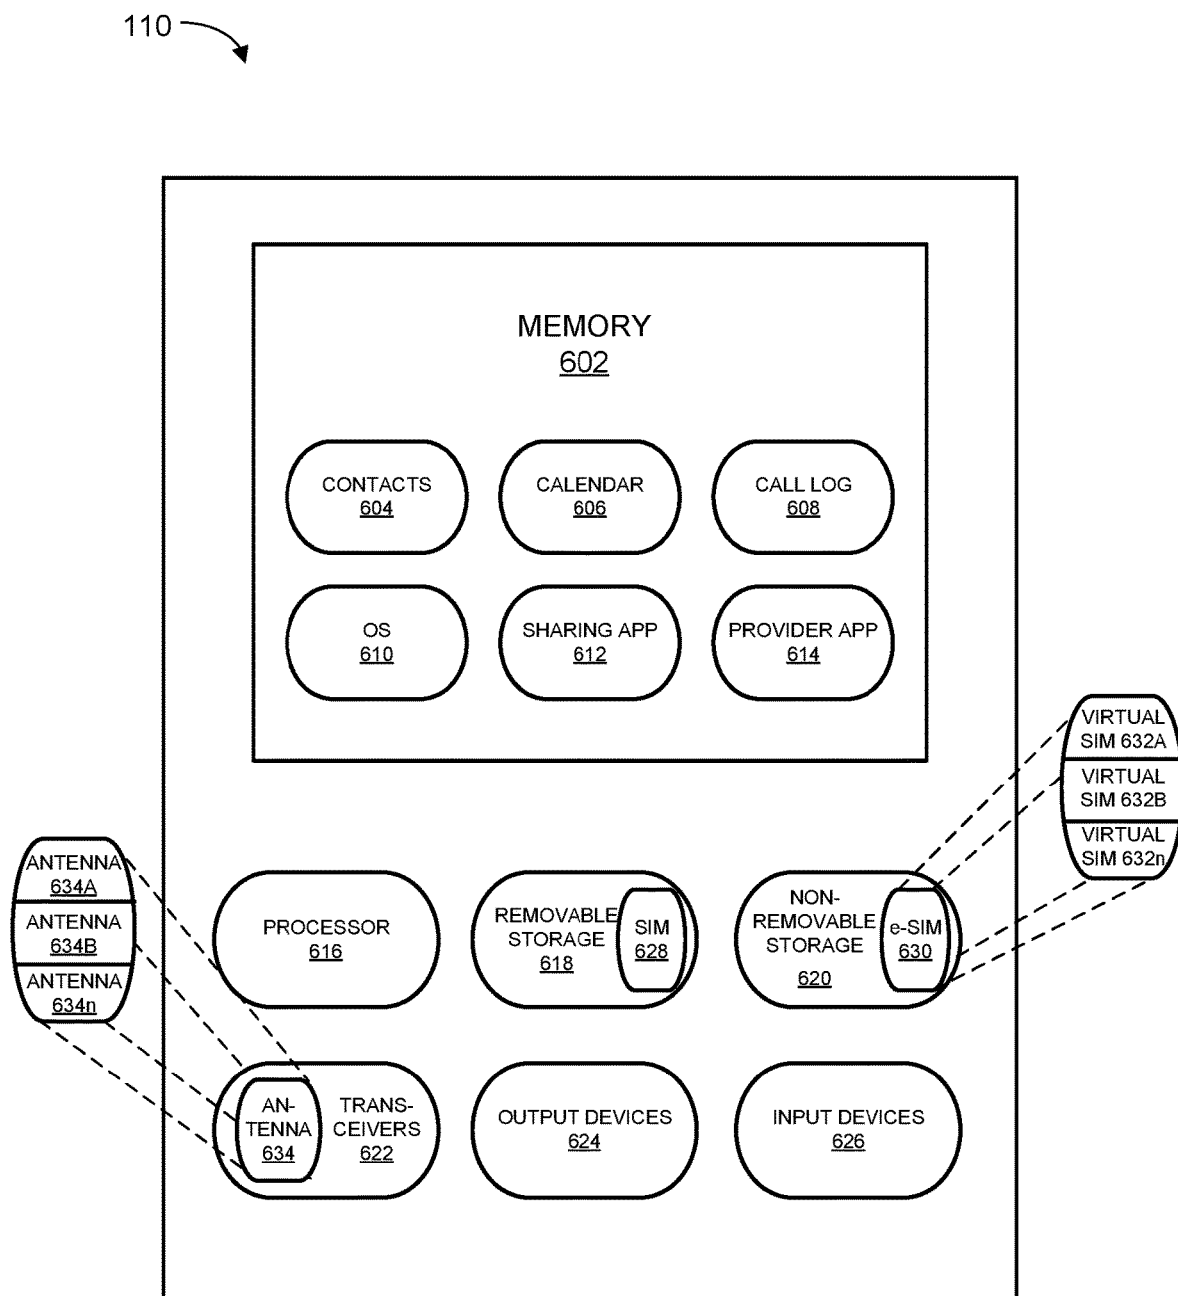 110
MEMORY
602
CONTACTS
604
CALENDAR
606
CALL LOG
608
OS
610
SHARING APP
612
PROVIDER APP
614
VIRTUAL
SIM 632A
VIRTUAL
SIM 632B
VIRTUAL
SIM 632n
ANTENNA
634A
ANTENNA
634B
ANTENNA
634n
PROCESSOR
616
REMOVABLE
STORAGE
618
SIM
628
NON-
REMOVABLE
STORAGE
620
e-SIM
630
AN-
TENNA
634
TRANS-
CEIVERS
622
OUTPUT DEVICES
624
INPUT DEVICES
626